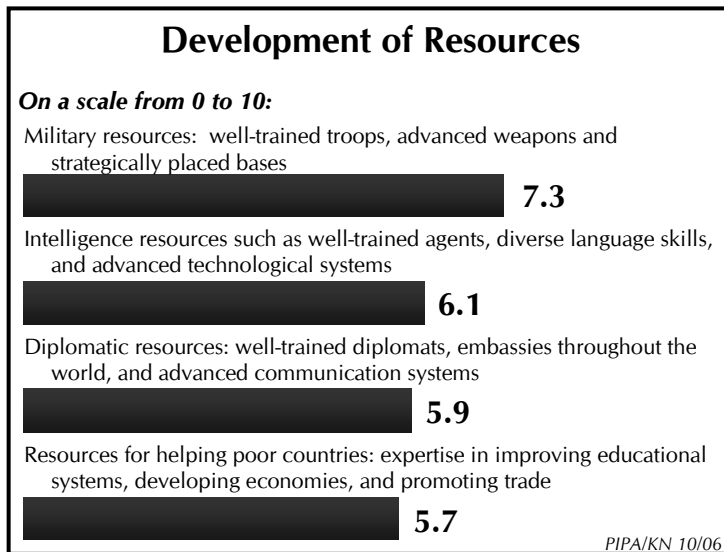 Development of Resources
On a scale from 0 to 10:
Military resources: well-trained troops, advanced weapons and
strategically placed bases
7.3
Intelligence resources such as well-trained agents, diverse language skills,
and advanced technological systems
6.1
Diplomatic resources: well-trained diplomats, embassies throughout the
world, and advanced communication systems
5.9
Resources for helping poor countries: expertise in improving educational
systems, developing economies, and promoting trade
5.7
PIPA/KN 10/06